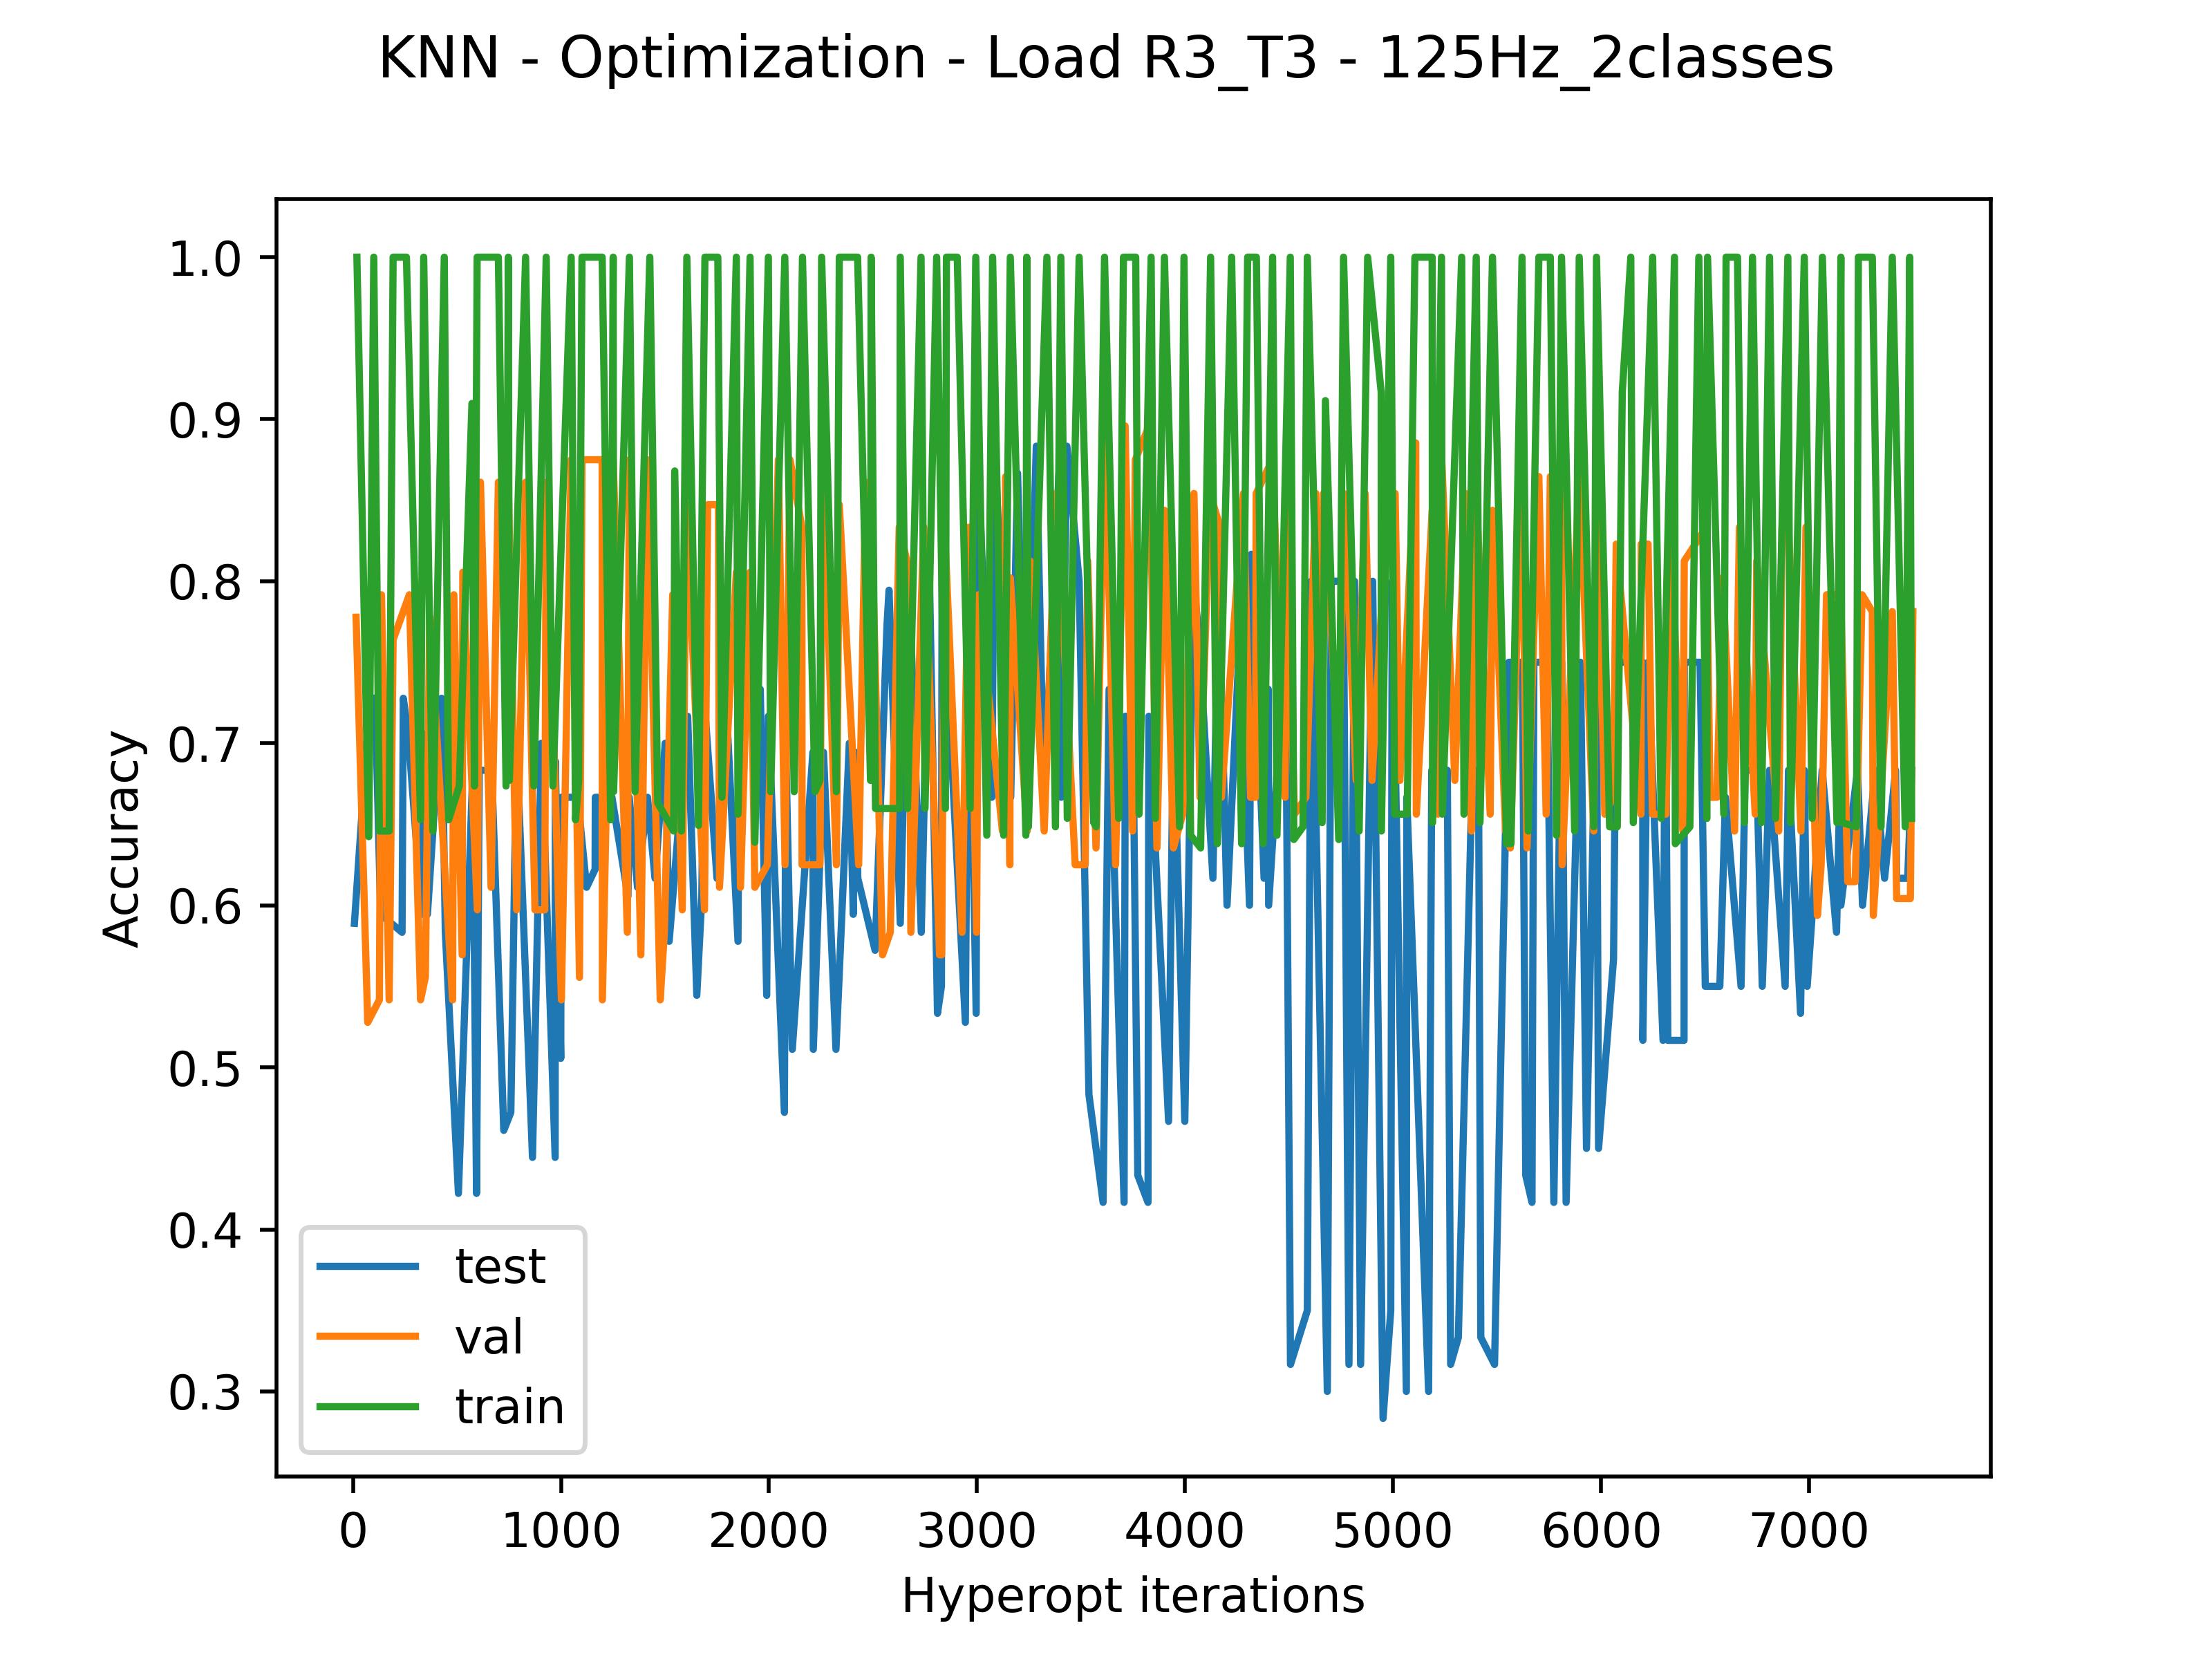 KNN - Optimization - Load R3_T3 - 125Hz_2classes
1.0
0.9
0.8
0.7
0.6
0.5
0.4
0.3
Accuracy
test
val
train
0 1000 2000 3000 4000 5000 6000 7000
Hyperopt iterations